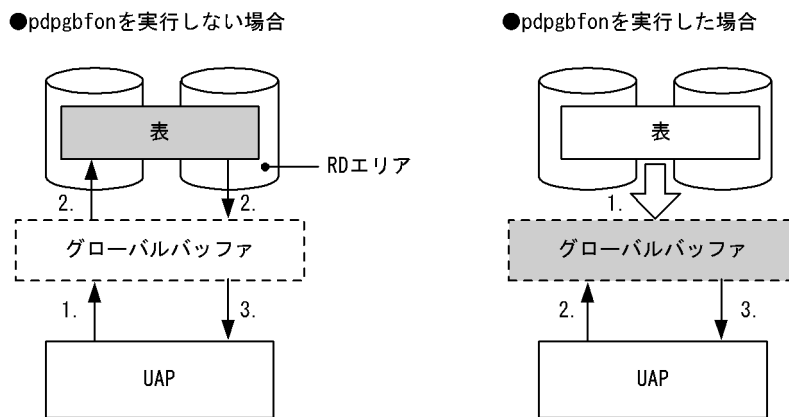 ●pdpgbfonを実行しない場合
●pdpgbfonを実行した場合
表
表
RDエリア
2.
2.
1.
グローバルバッファ
グローバルバッファ
1.
3.
2.
3.
UAP
UAP